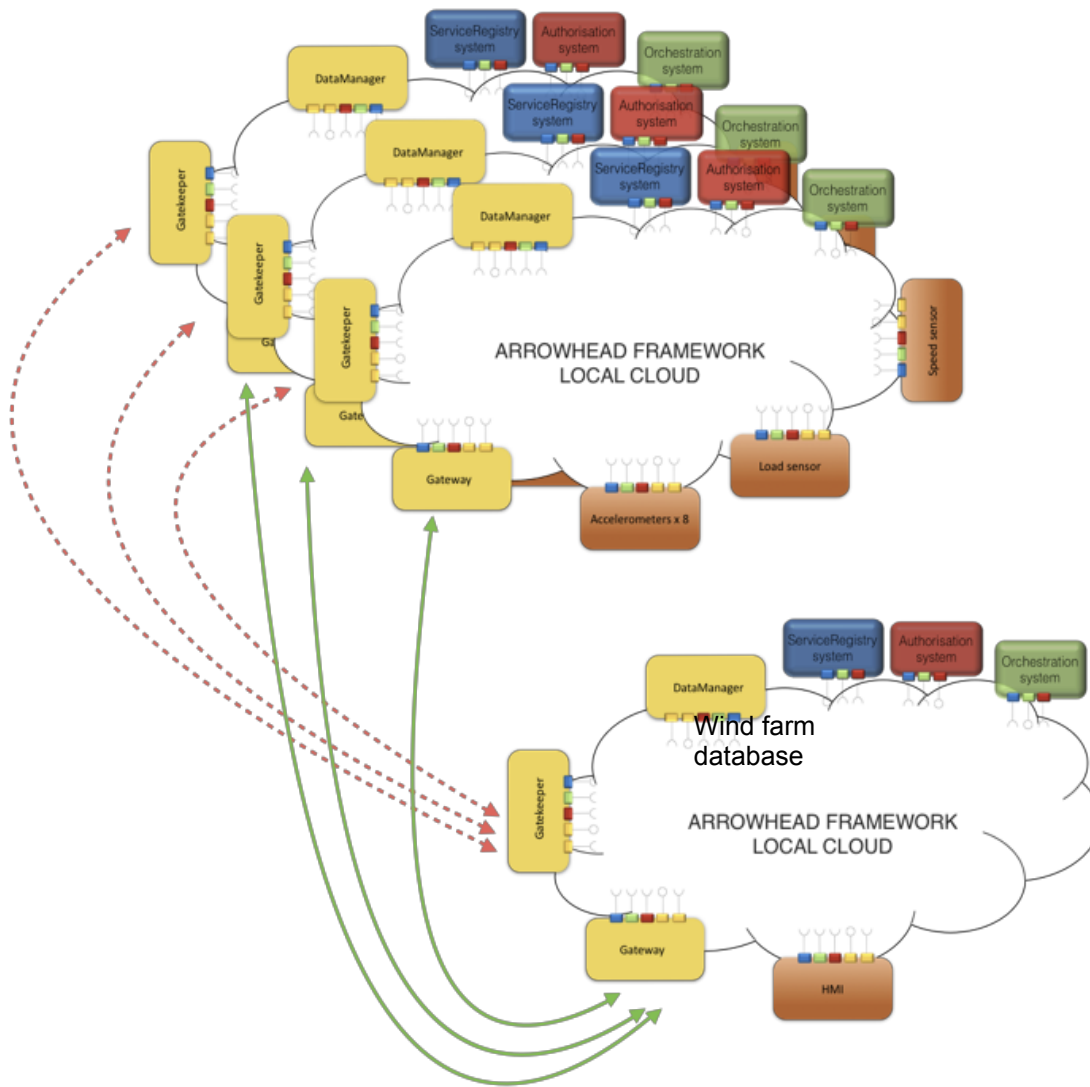 ServiceRegistry
system
Authorisation
system
Orchestration
system
DataManager
ServiceRegistry
system
Authorisation
system
Orchestration
system
DataManager
Gatekeeper
ServiceRegistry
system
Authorisation
system
Orchestration
system
DataManager
Gatekeeper
Gatekeeper
Ga
Gate
ARROWHEAD FRAMEWORK
LOCAL CLOUD
Speed sensor
Load sensor
Gateway
Accelerometers x 8
ServiceRegistry
system
Authorisation
system
Orchestration
system
DataManager
Wind farm
database
Gatekeeper
ARROWHEAD FRAMEWORK
LOCAL CLOUD
Gateway
HMI